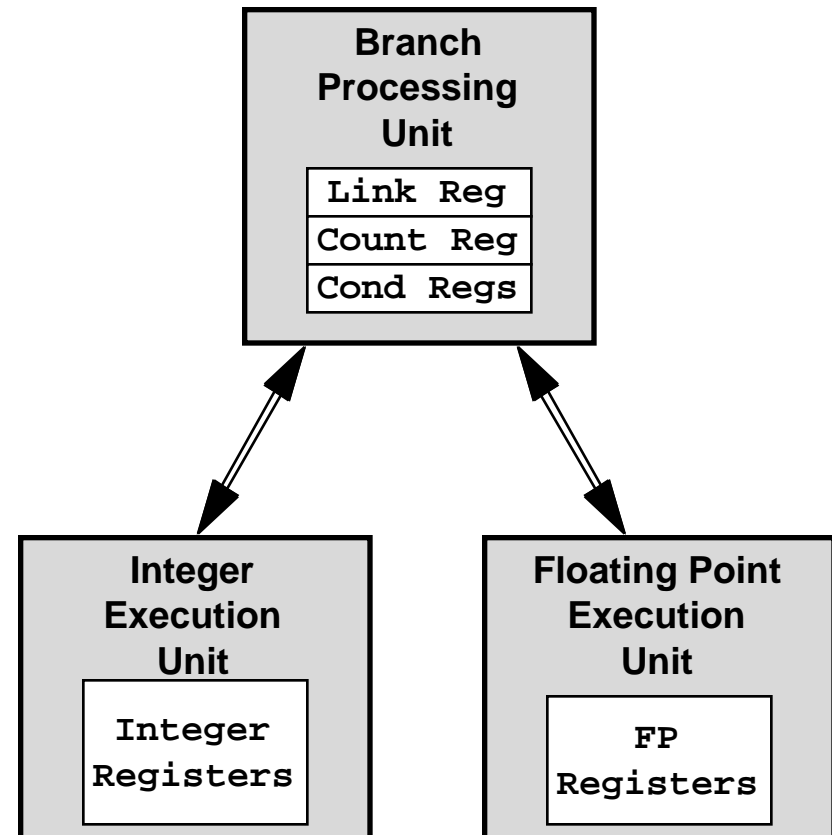 Branch
Processing
Unit
Link Reg
Count Reg
Cond Regs
Integer
Execution
Unit
Integer
Registers
Floating Point
Execution
Unit
FP
Registers